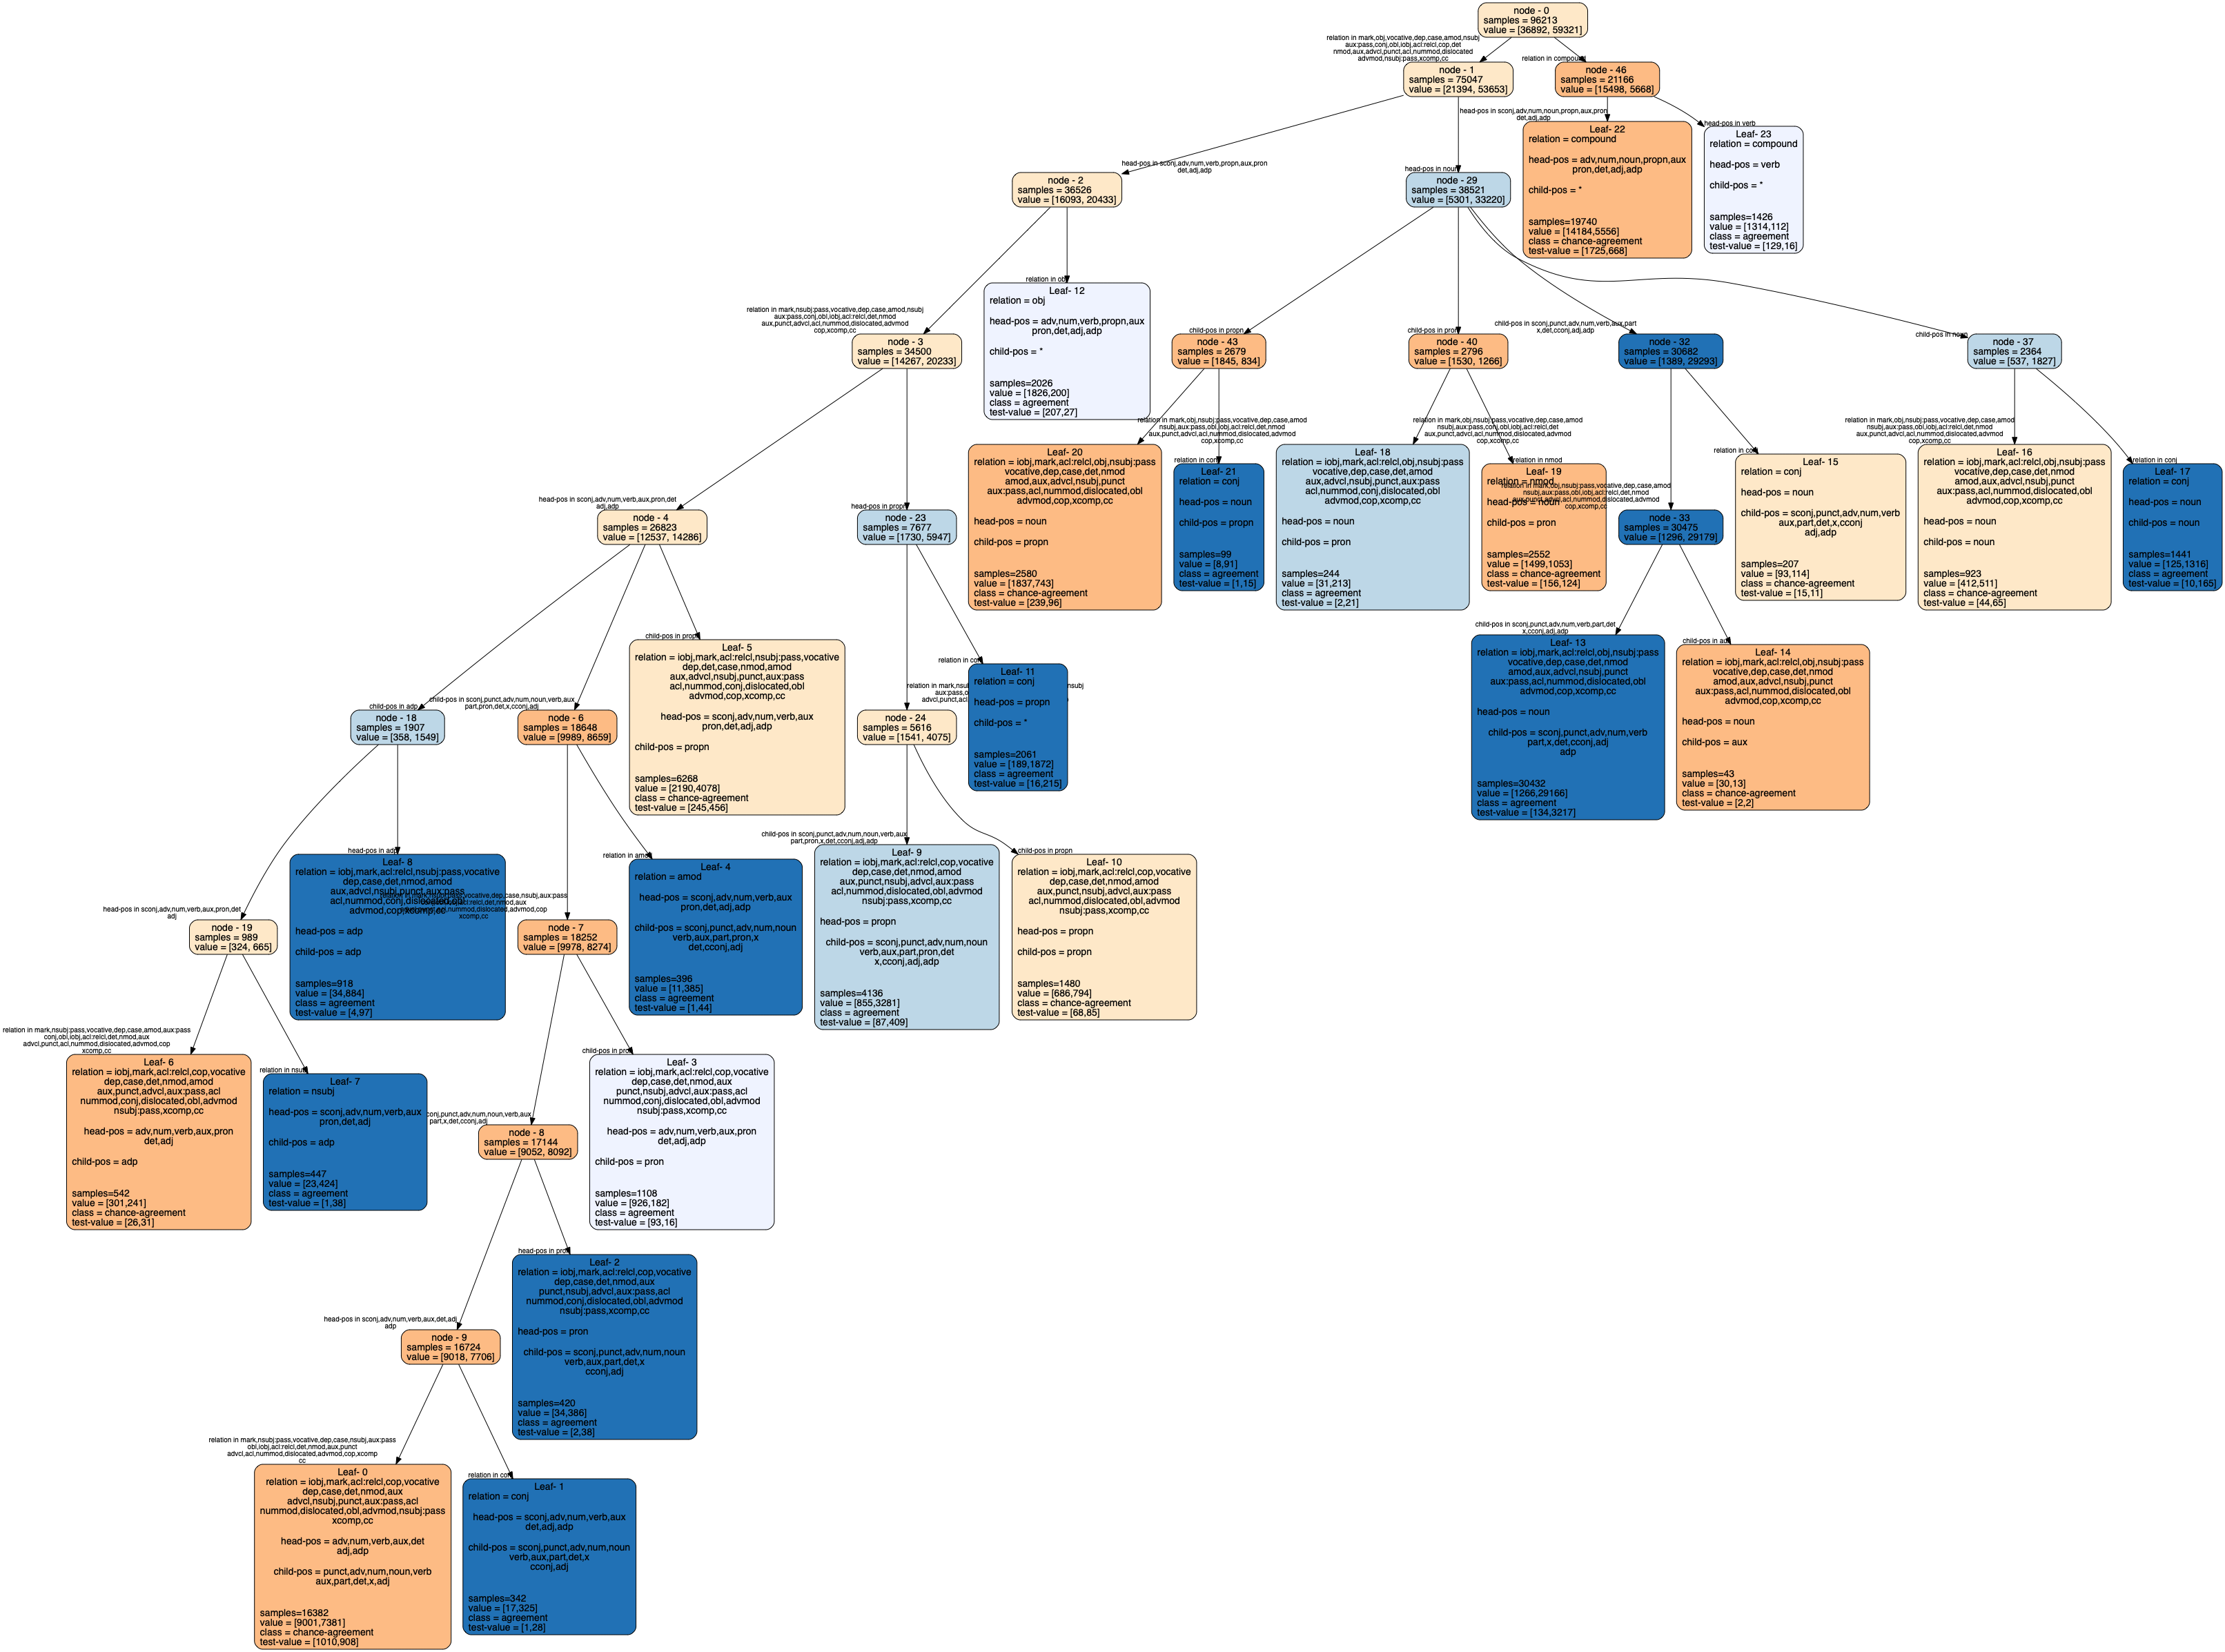 node - 0
samples = 96213
value = [36892, 59321]
relation in mark,obj,vocative,dep,case,amod,nsubj
aux:pass,conj,obl,iobj,acl:relcl,cop,det
nmod,aux,advcl,punct,acl,nummod,dislocated
advmod,nsubj:pass,xcomp,cc
node - 1
samples = 75047
value = [21394, 53653]
relation in compound
node - 46
samples = 21166
value = [15498, 5668]
head-pos in sconj,adv,num,noun,propn,aux,pron
det,adj,adp
Leaf- 22
relation = compound
head-pos = adv,num,noun,propn,aux
pron,det,adj,adp
child-pos = *
samples=19740
value = [14184,5556]
class = chance-agreement
test-value = [1725,668]
head-pos in verb
Leaf- 23
relation = compound
head-pos = verb
child-pos = *
samples=1426
value = [1314,112]
class = agreement
test-value = [129,16]
head-pos in sconj,adv,num,verb,propn,aux,pron
det,adj,adp
node - 2
samples = 36526
value = [16093, 20433]
head-pos in noun
node - 29
samples = 38521
value = [5301, 33220]
relation in mark,nsubj:pass,vocative,dep,case,amod,nsubj
aux:pass,conj,obl,iobj,acl:relcl,det,nmod
aux,punct,advcl,acl,nummod,dislocated,advmod
cop,xcomp,cc
node - 3
samples = 34500
value = [14267, 20233]
relation in obj
Leaf- 12
relation = obj
head-pos = adv,num,verb,propn,aux
pron,det,adj,adp
child-pos = *
samples=2026
value = [1826,200]
class = agreement
test-value = [207,27]
child-pos in propn
node - 43
samples = 2679
value = [1845, 834]
child-pos in pron
node - 40
samples = 2796
value = [1530, 1266]
child-pos in sconj,punct,adv,num,verb,aux,part
x,det,cconj,adj,adp
node - 32
samples = 30682
value = [1389, 29293]
child-pos in noun
node - 37
samples = 2364
value = [537, 1827]
head-pos in sconj,adv,num,verb,aux,pron,det
adj,adp
node - 4
samples = 26823
value = [12537, 14286]
head-pos in propn
node - 23
samples = 7677
value = [1730, 5947]
relation in mark,obj,nsubj:pass,vocative,dep,case,amod
nsubj,aux:pass,obl,iobj,acl:relcl,det,nmod
aux,punct,advcl,acl,nummod,dislocated,advmod
cop,xcomp,cc
Leaf- 20
relation = iobj,mark,acl:relcl,obj,nsubj:pass
vocative,dep,case,det,nmod
amod,aux,advcl,nsubj,punct
aux:pass,acl,nummod,dislocated,obl
advmod,cop,xcomp,cc
head-pos = noun
child-pos = propn
samples=2580
value = [1837,743]
class = chance-agreement
test-value = [239,96]
relation in conj
Leaf- 21
relation = conj
head-pos = noun
child-pos = propn
samples=99
value = [8,91]
class = agreement
test-value = [1,15]
relation in mark,obj,nsubj:pass,vocative,dep,case,amod
nsubj,aux:pass,conj,obl,iobj,acl:relcl,det
aux,punct,advcl,acl,nummod,dislocated,advmod
cop,xcomp,cc
Leaf- 18
relation = iobj,mark,acl:relcl,obj,nsubj:pass
vocative,dep,case,det,amod
aux,advcl,nsubj,punct,aux:pass
acl,nummod,conj,dislocated,obl
advmod,cop,xcomp,cc
head-pos = noun
child-pos = pron
samples=244
value = [31,213]
class = agreement
test-value = [2,21]
relation in nmod
Leaf- 19
relation = nmod
head-pos = noun
child-pos = pron
samples=2552
value = [1499,1053]
class = chance-agreement
test-value = [156,124]
relation in mark,obj,nsubj:pass,vocative,dep,case,amod
nsubj,aux:pass,obl,iobj,acl:relcl,det,nmod
cop,xcomp,cc
node - 33
samples = 30475
value = [1296, 29179]
relation in conj
Leaf- 15
relation = conj
head-pos = noun
child-pos = sconj,punct,adv,num,verb
aux,part,det,x,cconj
adj,adp
samples=207
value = [93,114]
class = chance-agreement
test-value = [15,11]
relation in mark,obj,nsubj:pass,vocative,dep,case,amod
nsubj,aux:pass,obl,iobj,acl:relcl,det,nmod
aux,punct,advcl,acl,nummod,dislocated,advmod
cop,xcomp,cc
Leaf- 16
relation = iobj,mark,acl:relcl,obj,nsubj:pass
vocative,dep,case,det,nmod
amod,aux,advcl,nsubj,punct
aux:pass,acl,nummod,dislocated,obl
advmod,cop,xcomp,cc
head-pos = noun
child-pos = noun
samples=923
value = [412,511]
class = chance-agreement
test-value = [44,65]
relation in conj
Leaf- 17
relation = conj
head-pos = noun
child-pos = noun
samples=1441
value = [125,1316]
class = agreement
test-value = [10,165]
child-pos in sconj,punct,adv,num,verb,part,det
x,cconj,adj,adp
Leaf- 13
relation = iobj,mark,acl:relcl,obj,nsubj:pass
vocative,dep,case,det,nmod
amod,aux,advcl,nsubj,punct
aux:pass,acl,nummod,dislocated,obl
advmod,cop,xcomp,cc
head-pos = noun
child-pos = sconj,punct,adv,num,verb
part,x,det,cconj,adj
adp
samples=30432
value = [1266,29166]
class = agreement
test-value = [134,3217]
child-pos in aux
Leaf- 14
relation = iobj,mark,acl:relcl,obj,nsubj:pass
vocative,dep,case,det,nmod
amod,aux,advcl,nsubj,punct
aux:pass,acl,nummod,dislocated,obl
advmod,cop,xcomp,cc
head-pos = noun
child-pos = aux
samples=43
value = [30,13]
class = chance-agreement
test-value = [2,2]
child-pos in adp
node - 18
samples = 1907
value = [358, 1549]
child-pos in sconj,punct,adv,num,noun,verb,aux
part,pron,det,x,cconj,adj
node - 6
samples = 18648
value = [9989, 8659]
child-pos in propn
Leaf- 5
relation = iobj,mark,acl:relcl,nsubj:pass,vocative
dep,det,case,nmod,amod
aux,advcl,nsubj,punct,aux:pass
acl,nummod,conj,dislocated,obl
advmod,cop,xcomp,cc
head-pos = sconj,adv,num,verb,aux
pron,det,adj,adp
child-pos = propn
samples=6268
value = [2190,4078]
class = chance-agreement
test-value = [245,456]
relation in mark,nsubj
node - 24
samples = 5616
value = [1541, 4075]
relation in conj
Leaf- 11
relation = conj
head-pos = propn
child-pos = *
samples=2061
value = [189,1872]
class = agreement
test-value = [16,215]
head-pos in sconj,adv,num,verb,aux,pron,det
adj
node - 19
samples = 989
value = [324, 665]
head-pos in adp
Leaf- 8
relation = iobj,mark,acl:relcl,nsubj:pass,vocative
dep,case,det,nmod,amod
aux,advcl,nsubj,punct,aux:pass
acl,nummod,conj,dislocated,obl
advmod,cop,xcomp,cc
head-pos = adp
child-pos = adp
samples=918
value = [34,884]
class = agreement
test-value = [4,97]
xcomp,cc
node - 7
samples = 18252
value = [9978, 8274]
relation in amod
Leaf- 4
relation = amod
head-pos = sconj,adv,num,verb,aux
pron,det,adj,adp
child-pos = sconj,punct,adv,num,noun
verb,aux,part,pron,x
det,cconj,adj
samples=396
value = [11,385]
class = agreement
test-value = [1,44]
child-pos in sconj,punct,adv,num,noun,verb,aux
part,pron,x,det,cconj,adj,adp
Leaf- 9
relation = iobj,mark,acl:relcl,cop,vocative
dep,case,det,nmod,amod
aux,punct,nsubj,advcl,aux:pass
acl,nummod,dislocated,obl,advmod
nsubj:pass,xcomp,cc
head-pos = propn
child-pos = sconj,punct,adv,num,noun
verb,aux,part,pron,det
x,cconj,adj,adp
samples=4136
value = [855,3281]
class = agreement
test-value = [87,409]
child-pos in propn
Leaf- 10
relation = iobj,mark,acl:relcl,cop,vocative
dep,case,det,nmod,amod
aux,punct,nsubj,advcl,aux:pass
acl,nummod,dislocated,obl,advmod
nsubj:pass,xcomp,cc
head-pos = propn
child-pos = propn
samples=1480
value = [686,794]
class = chance-agreement
test-value = [68,85]
relation in mark,nsubj:pass,vocative,dep,case,amod,aux:pass
conj,obl,iobj,acl:relcl,det,nmod,aux
advcl,punct,acl,nummod,dislocated,advmod,cop
xcomp,cc
Leaf- 6
relation = iobj,mark,acl:relcl,cop,vocative
dep,case,det,nmod,amod
aux,punct,advcl,aux:pass,acl
nummod,conj,dislocated,obl,advmod
nsubj:pass,xcomp,cc
head-pos = adv,num,verb,aux,pron
det,adj
child-pos = adp
samples=542
value = [301,241]
class = chance-agreement
test-value = [26,31]
relation in nsubj
Leaf- 7
relation = nsubj
head-pos = sconj,adv,num,verb,aux
pron,det,adj
child-pos = adp
samples=447
value = [23,424]
class = agreement
test-value = [1,38]
conj,punct,adv,num,noun,verb,aux
part,x,det,cconj,adj
node - 8
samples = 17144
value = [9052, 8092]
child-pos in pron
Leaf- 3
relation = iobj,mark,acl:relcl,cop,vocative
dep,case,det,nmod,aux
punct,nsubj,advcl,aux:pass,acl
nummod,conj,dislocated,obl,advmod
nsubj:pass,xcomp,cc
head-pos = adv,num,verb,aux,pron
det,adj,adp
child-pos = pron
samples=1108
value = [926,182]
class = agreement
test-value = [93,16]
head-pos in sconj,adv,num,verb,aux,det,adj
adp
node - 9
samples = 16724
value = [9018, 7706]
head-pos in pron
Leaf- 2
relation = iobj,mark,acl:relcl,cop,vocative
dep,case,det,nmod,aux
punct,nsubj,advcl,aux:pass,acl
nummod,conj,dislocated,obl,advmod
nsubj:pass,xcomp,cc
head-pos = pron
child-pos = sconj,punct,adv,num,noun
verb,aux,part,det,x
cconj,adj
samples=420
value = [34,386]
class = agreement
test-value = [2,38]
relation in mark,nsubj:pass,vocative,dep,case,nsubj,aux:pass
obl,iobj,acl:relcl,det,nmod,aux,punct
advcl,acl,nummod,dislocated,advmod,cop,xcomp
cc
Leaf- 0
relation = iobj,mark,acl:relcl,cop,vocative
dep,case,det,nmod,aux
advcl,nsubj,punct,aux:pass,acl
nummod,dislocated,obl,advmod,nsubj:pass
xcomp,cc
head-pos = adv,num,verb,aux,det
adj,adp
child-pos = punct,adv,num,noun,verb
aux,part,det,x,adj
samples=16382
value = [9001,7381]
class = chance-agreement
test-value = [1010,908]
relation in conj
Leaf- 1
relation = conj
head-pos = sconj,adv,num,verb,aux
det,adj,adp
child-pos = sconj,punct,adv,num,noun
verb,aux,part,det,x
cconj,adj
samples=342
value = [17,325]
class = agreement
test-value = [1,28]